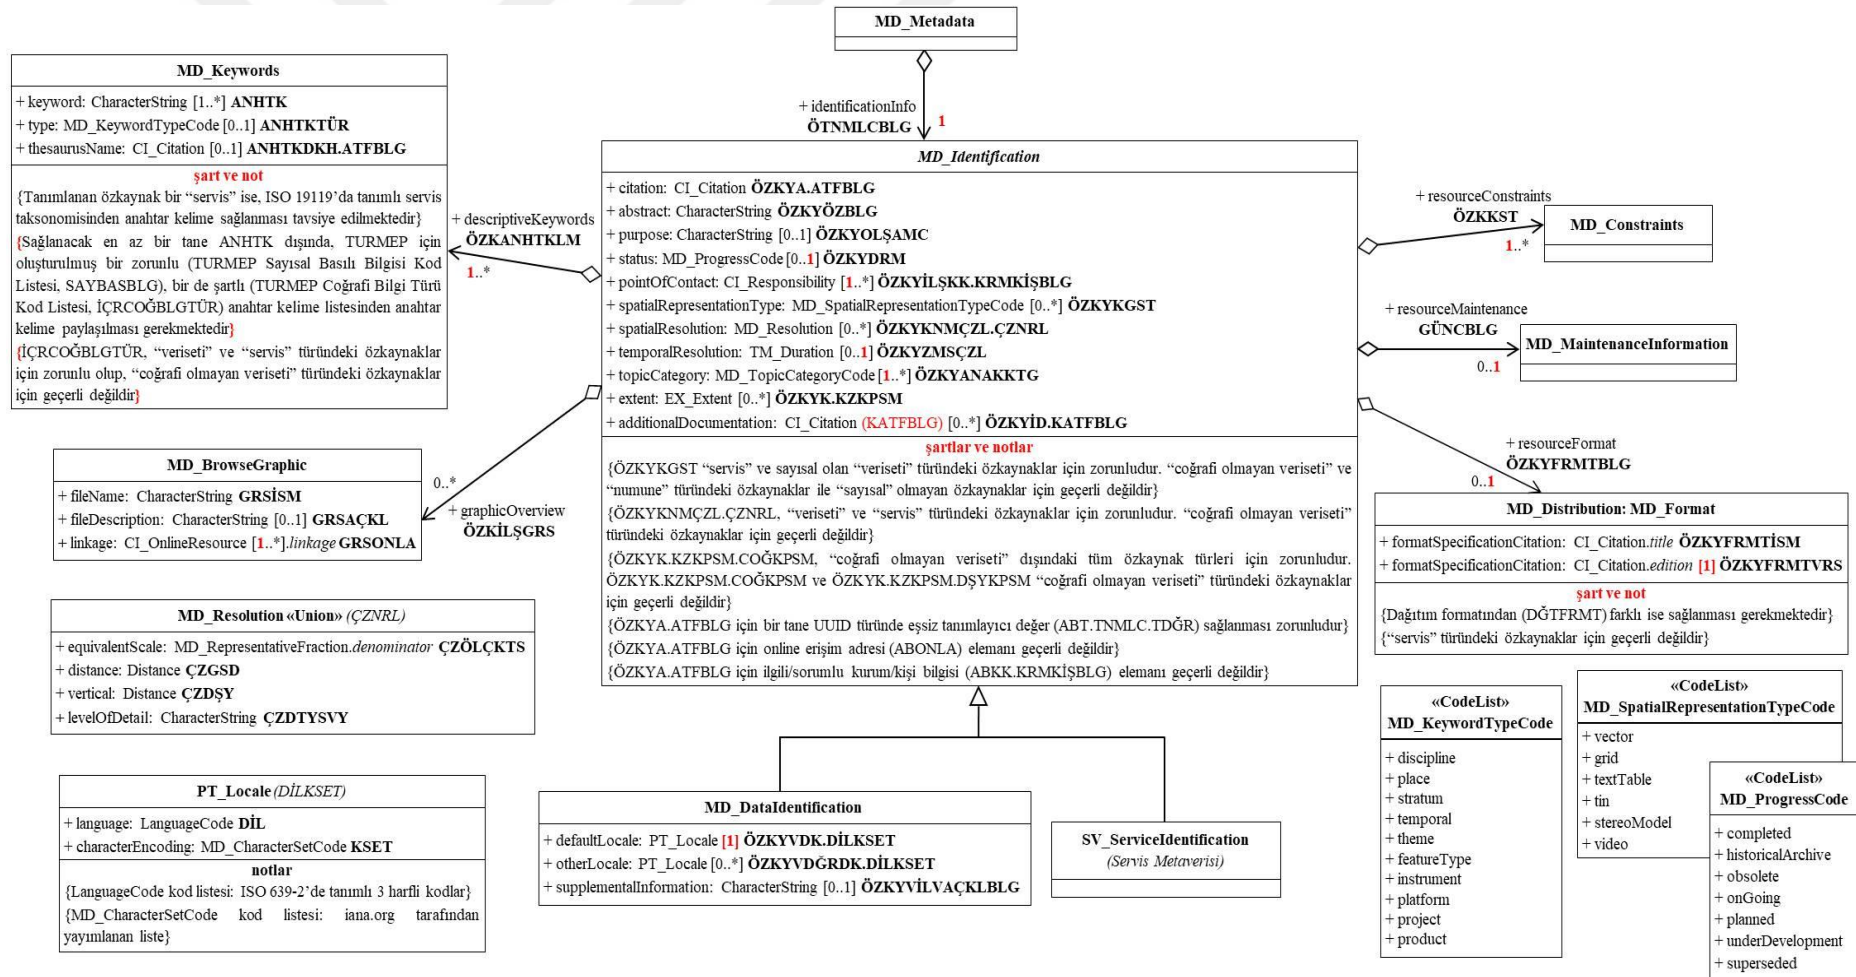 MD_Metadata
+ identificationInfo
ÖTNMLCBLG
1
MD_Keywords
+ keyword: CharacterString [1..*] ANHTK
+ type: MD_KeywordTypeCode [0..1] ANHTKTÜR
+ thesaurusName: CI_Citation [0..1] ANHTKDKH.ATFBLG
şart ve not
{Tanımlanan özkaynak bir “servis” ise, ISO 19119’da tanımlı servis
taksonomisinden anahtar kelime sağlanması tavsiye edilmektedir}
{Sağlanacak en az bir tane ANHTK dışında, TURMEP için
oluşturulmuş bir zorunlu (TURMEP Sayısal Basılı Bilgisi Kod
Listesi, SAYBASBLG), bir de şartlı (TURMEP Coğrafi Bilgi Türü
Kod Listesi, İÇRCOĞBLGTÜR) anahtar kelime listesinden anahtar
kelime paylaşılması gerekmektedir}
{İÇRCOĞBLGTÜR, “veriseti” ve “servis” türündeki özkaynaklar
için zorunlu olup, “coğrafi olmayan veriseti” türündeki özkaynaklar
için geçerli değildir}
+ descriptiveKeywords
ÖZKANHTKLM
1..*
MD_Identification
+ citation: CI_Citation ÖZKYA.ATFBLG
+ abstract: CharacterString ÖZKYÖZBLG
+ purpose: CharacterString [0..1] ÖZKYOLŞAMC
+ status: MD_ProgressCode [0..1] ÖZKYDRM
+ pointOfContact: CI_Responsibility [1..*] ÖZKYİLŞKK.KRMKİŞBLG
+ spatialRepresentationType: MD_SpatialRepresentationTypeCode [0..*] ÖZKYKGST
+ spatialResolution: MD_Resolution [0..*] ÖZKYKNMÇZL.ÇZNRL
+ temporalResolution: TM_Duration [0..1] ÖZKYZMSÇZL
+ topicCategory: MD_TopicCategoryCode [1..*] ÖZKYANAKKTG
+ extent: EX_Extent [0..*] ÖZKYK.KZKPSM
+ additionalDocumentation: CI_Citation (KATFBLG) [0..*] ÖZKYİD.KATFBLG
şartlar ve notlar
{ÖZKYKGST “servis” ve sayısal olan “veriseti” türündeki özkaynaklar için zorunludur. “coğrafi olmayan veriseti” ve
“numune” türündeki özkaynaklar ile “sayısal” olmayan özkaynaklar için geçerli değildir}
{ÖZKYKNMÇZL.ÇZNRL, “veriseti” ve “servis” türündeki özkaynaklar için zorunludur. “coğrafi olmayan veriseti”
türündeki özkaynaklar için geçerli değildir}
{ÖZKYK.KZKPSM.COĞKPSM, “coğrafi olmayan veriseti” dışındaki tüm özkaynak türleri için zorunludur.
ÖZKYK.KZKPSM.COĞKPSM ve ÖZKYK.KZKPSM.DŞYKPSM “coğrafi olmayan veriseti” türündeki özkaynaklar
için geçerli değildir}
{ÖZKYA.ATFBLG için bir tane UUID türünde eşsiz tanımlayıcı değer (ABT.TNMLC.TDĞR) sağlanması zorunludur}
{ÖZKYA.ATFBLG için online erişim adresi (ABONLA) elemanı geçerli değildir}
{ÖZKYA.ATFBLG için ilgili/sorumlu kurum/kişi bilgisi (ABKK.KRMKİŞBLG) elemanı geçerli değildir}
+ resourceConstraints
ÖZKKST
1..*
MD_Constraints
+ resourceMaintenance
GÜNCBLG
0..1
MD_MaintenanceInformation
+ resourceFormat
ÖZKYFRMTBLG
0..1
MD_Distribution: MD_Format
+ formatSpecificationCitation: CI_Citation.title ÖZKYFRMTİSM
+ formatSpecificationCitation: CI_Citation.edition [1] ÖZKYFRMTVRS
şart ve not
{Dağıtım formatından (DĞTFRMT) farklı ise sağlanması gerekmektedir}
{“servis” türündeki özkaynaklar için geçerli değildir}
MD_BrowseGraphic
+ fileName: CharacterString GRSİSM
+ fileDescription: CharacterString [0..1] GRSAÇKL
+ linkage: CI_OnlineResource [1..*].linkage GRSONLA
0..*
+ graphicOverview
ÖZKİLŞGRS
MD_Resolution «Union» (ÇZNRL)
+ equivalentScale: MD_RepresentativeFraction.denominator ÇZÖLÇKTS
+ distance: Distance ÇZGSD
+ vertical: Distance ÇZDŞY
+ levelOfDetail: CharacterString ÇZDTYSVY
PT_Locale (DİLKSET)
+ language: LanguageCode DİL
+ characterEncoding: MD_CharacterSetCode KSET
notlar
{LanguageCode kod listesi: ISO 639-2’de tanımlı 3 harfli kodlar}
{MD_CharacterSetCode kod listesi: iana.org tarafından
yayımlanan liste}
MD_DataIdentification
+ defaultLocale: PT_Locale [1] ÖZKYVDK.DİLKSET
+ otherLocale: PT_Locale [0..*] ÖZKYVDĞRDK.DİLKSET
+ supplementalInformation: CharacterString [0..1] ÖZKYVİLVAÇKLBLG
SV_ServiceIdentification
(Servis Metaverisi)
«CodeList»
MD_KeywordTypeCode
+ discipline
+ place
+ stratum
+ temporal
+ theme
+ featureType
+ instrument
+ platform
+ project
+ product
«CodeList»
MD_SpatialRepresentationTypeCode
+ vector
+ grid
+ textTable
+ tin
+ stereoModel
+ video
«CodeList»
MD_ProgressCode
+ completed
+ historicalArchive
+ obsolete
+ onGoing
+ planned
+ underDevelopment
+ superseded